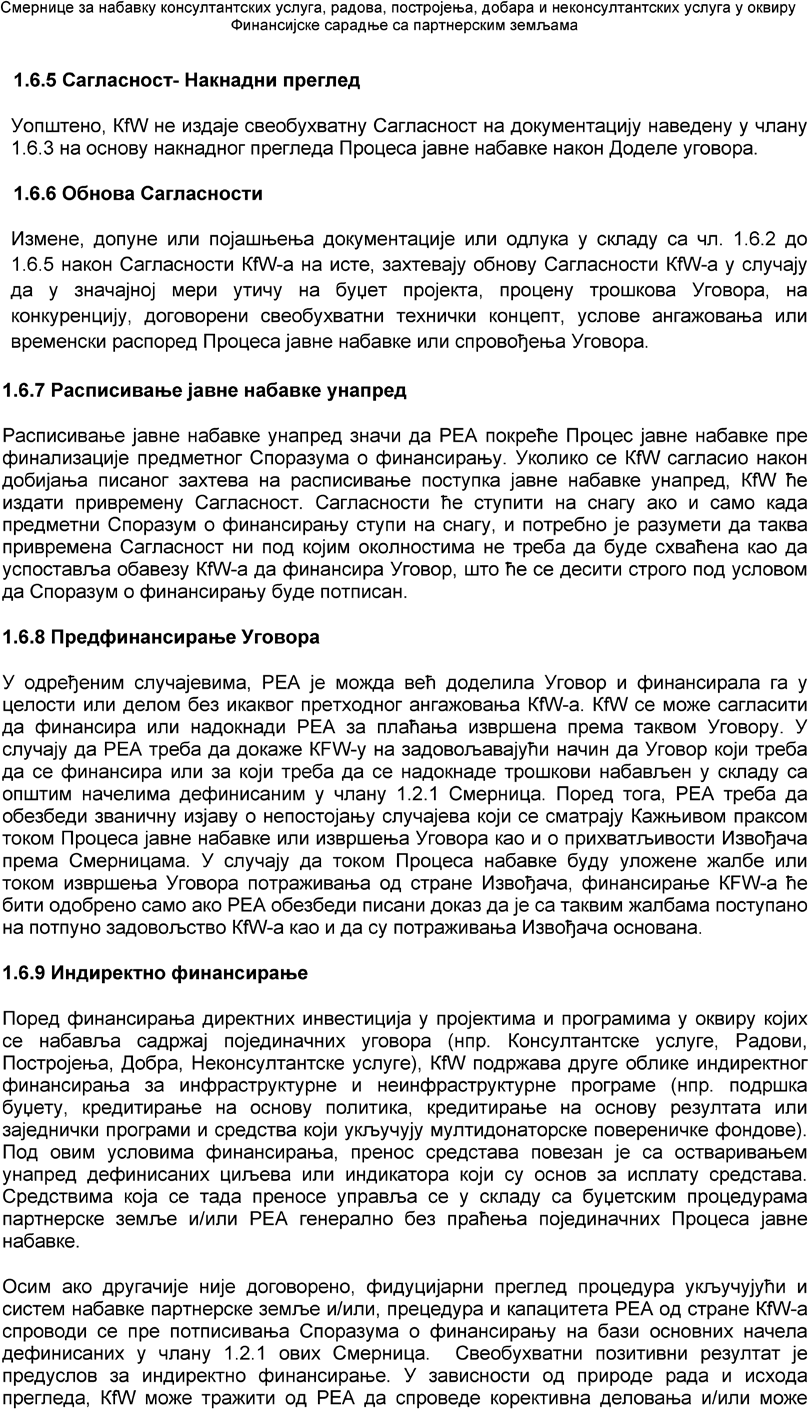 Смернице за набавку консултантских услуга, радова, постројења, добара и неконсултантских услуга у оквиру
Финансијске сарадње са партнерским земљама
1.6.5 Сагласност- Накнадни преглед
Уопштено, KfW не издаје свеобухватну Сагласност на документацију наведену у члану
1.6.3 на основу накнадног прегледа Процеса јавне набавке након Доделе уговора.
1.6.6 Обнова Сагласности
Измене, допуне или појашњења документације или одлука у складу са чл. 1.6.2 до
1.6.5 након Сагласности KfW-а на исте, захтевају обнову Сагласности KfW-а у случају
да у значајној мери утичу на буџет пројекта, процену трошкова Уговора, на
конкуренцију, договорени свеобухватни технички концепт, услове ангажовања или
временски распоред Процеса јавне набавке или спровођења Уговора.
1.6.7 Расписивање јавне набавке унапред
Расписивање јавне набавке унапред значи да РЕА покреће Процес јавне набавке пре
финализације предметног Споразума о финансирању. Уколико се KfW сагласио након
добијања писаног захтева на расписивање поступка јавне набавке унапред, KfW ће
издати привремену Сагласност. Сагласности ће ступити на снагу ако и само када
предметни Споразум о финансирању ступи на снагу, и потребно је разумети да таква
привремена Сагласност ни под којим околностима не треба да буде схваћена као да
успоставља обавезу KfW-а да финансира Уговор, што ће се десити строго под условом
да Споразум о финансирању буде потписан.
1.6.8 Предфинансирање Уговора
У одређеним случајевима, РЕА је можда већ доделила Уговор и финансирала га у
целости или делом без икаквог претходног ангажовања KfW-а. KfW се може сагласити
да финансира или надокнади РЕА за плаћања извршена према таквом Уговору. У
случају да РЕА треба да докаже KFW-у на задовољавајући начин да Уговор који треба
да се финансира или за који треба да се надокнаде трошкови набављен у складу са
општим начелима дефинисаним у члану 1.2.1 Смерница. Поред тога, РЕА треба да
обезбеди званичну изјаву о непостојању случајева који се сматрају Кажњивом праксом
током Процеса јавне набавке или извршења Уговора као и о прихватљивости Извођача
према Смерницама. У случају да током Процеса набавке буду уложене жалбе или
током извршења Уговора потраживања од стране Извођача, финансирање KFW-а ће
бити одобрено само ако РЕА обезбеди писани доказ да је са таквим жалбама поступано
на потпуно задовољство KfW-а као и да су потраживања Извођача основана.
1.6.9 Индиректно финансирање
Поред финансирања директних инвестиција у пројектима и програмима у оквиру којих
се набавља садржај појединачних уговора (нпр. Консултантске услуге, Радови,
Постројења, Добра, Неконсултантске услуге), KfW подржава друге облике индиректног
финансирања за инфраструктурне и неинфраструктурне програме (нпр. подршка
буџету, кредитирање на основу политика, кредитирање на основу резултата или
заједнички програми и средства који укључују мултидонаторске повереничке фондове).
Под овим условима финансирања, пренос средстава повезан је са остваривањем
унапред дефинисаних циљева или индикатора који су основ за исплату средстава.
Средствима која се тада преносе управља се у складу са буџетским процедурама
партнерске земље и/или РЕА генерално без праћења појединачних Процеса јавне
набавке.
Осим ако другачије није договорено, фидуцијарни преглед процедура укључујући и
систем набавке партнерске земље и/или, прецедура и капацитета РЕА од стране KfW-а
спроводи се пре потписивања Споразума о финансирању на бази основних начела
дефинисаних у члану 1.2.1 ових Смерница.  Свеобухватни позитивни резултат је
предуслов за индиректно финансирање. У зависности од природе рада и исхода
прегледа, KfW може тражити од РЕА да спроведе корективна деловања и/или може